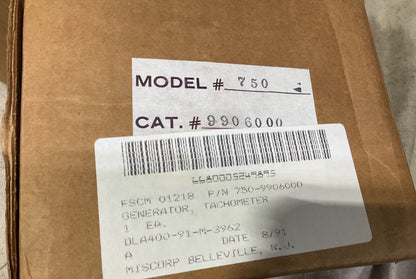 MODEL # 750
CAT. # 9906000
6680005249895
FSCM 01218 P/N 750-9906000
GENERATOR, TACHOMETER
1 EA.
DLA400-91-M-3962
A DATE 8/91
MISCORP BELLEVILLE, N.J.